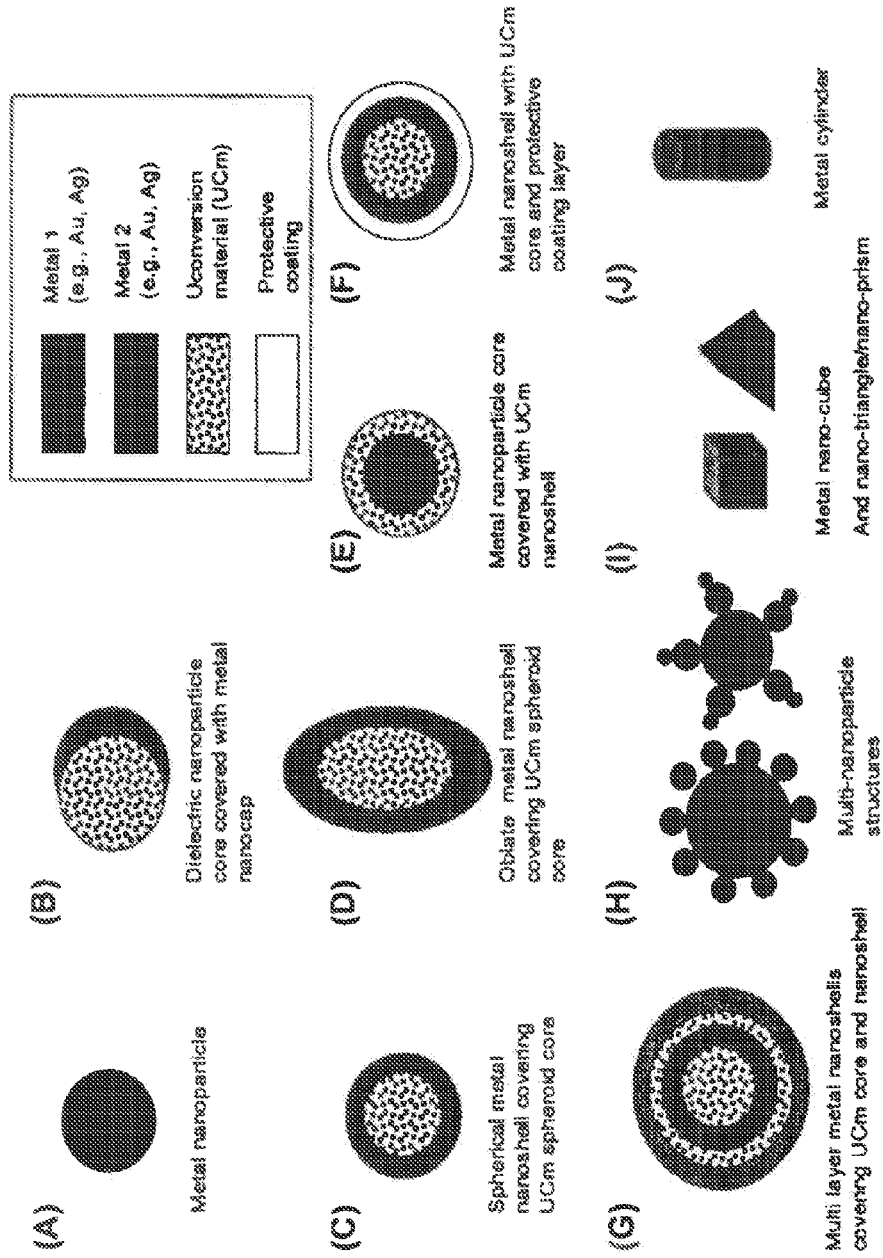 (A)
Metal nanoparticle
(B)
Dielectric nanoparticle
core covered with metal
nanocap
Metal 1
(e.g., Au, Ag)
Metal 2
(e.g., Au, Ag)
Uconversion
material (UCm)
Protective
coating
(C)
Spherical metal
nanoshell covering
UCm spheroid core
(D)
Oblate metal nanoshell
covering UCm spheroid
core
(E)
Metal nanoparticle core
covered with UCm
nanoshell
(F)
Metal nanoshell with UCm
core and protective
coating layer
(G)
Multi layer metal nanoshells
covering UCm core and nanoshell
(H)
Multi-nanoparticle
structures
(I)
Metal nano-cube
And nano-triangle/nano-prism
(J)
Metal cylinder